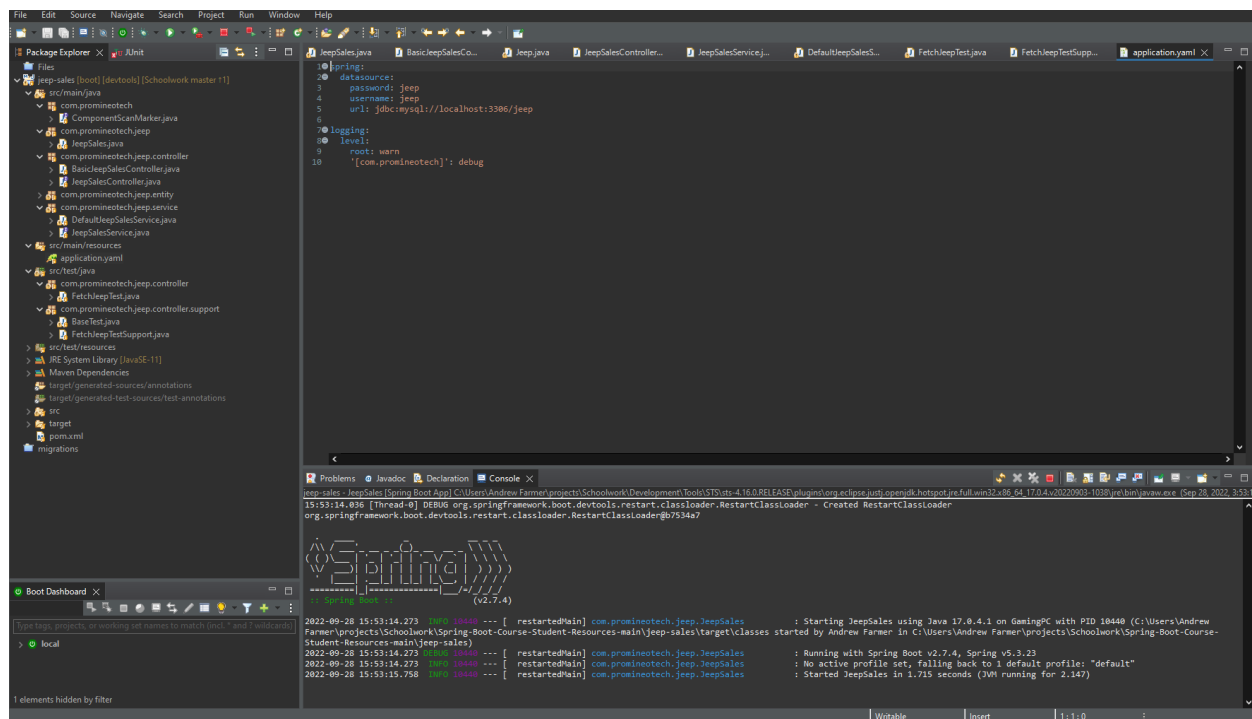 File Edit Source Navigate Search Project Run Window Help
Package Explorer
JUnit
Files
jeep-sales [boot] [devtools] [Schoolwork master ↑1]
src/main/java
com.promineotech
ComponentScanMarker.java
com.promineotech.jeep
JeepSales.java
com.promineotech.jeep.controller
BasicJeepSalesController.java
JeepSalesController.java
com.promineotech.jeep.entity
com.promineotech.jeep.service
DefaultJeepSalesService.java
JeepSalesService.java
src/main/resources
application.yaml
src/test/java
com.promineotech.jeep.controller
FetchJeepTest.java
com.promineotech.jeep.controller.support
BaseTest.java
FetchJeepTestSupport.java
src/test/resources
JRE System Library [JavaSE-11]
Maven Dependencies
target/generated-sources/annotations
target/generated-test-sources/test-annotations
src
target
pom.xml
migrations
Boot Dashboard
Type tags, projects, or working set names to match (incl. * and ? wildcards)
local
1 elements hidden by filter
JeepSales.java BasicJeepSalesCo... Jeep.java JeepSalesController... JeepSalesService.j... DefaultJeepSalesS... FetchJeepTest.java FetchJeepTestSupp... application.yaml
1 spring:
2 datasource:
3 password: jeep
4 username: jeep
5 url: jdbc:mysql://localhost:3306/jeep
6
7 logging:
8 level:
9 root: warn
10 '[com.promineotech]': debug
Problems Javadoc Declaration Console
jeep-sales - JeepSales [Spring Boot App] C:\Users\Andrew Farmer\projects\Schoolwork\Development\Tools\STS\sts-4.16.0.RELEASE\plugins\org.eclipse.justj.openjdk.hotspot.jre.full.win32.x86_64_17.0.4.v20220903-1038\jre\bin\javaw.exe (Sep 28, 2022, 3:53:1
15:53:14.036 [Thread-0] DEBUG org.springframework.boot.devtools.restart.classloader.RestartClassLoader - Created RestartClassLoader
org.springframework.boot.devtools.restart.classloader.RestartClassLoader@b7534a7
Spring
:: Spring Boot :: (v2.7.4)
2022-09-28 15:53:14.273 INFO 10440 --- [ restartedMain] com.promineotech.jeep.JeepSales : Starting JeepSales using Java 17.0.4.1 on GamingPC with PID 10440 (C:\Users\Andrew
Farmer\projects\Schoolwork\Spring-Boot-Course-Student-Resources-main\jeep-sales\target\classes started by Andrew Farmer in C:\Users\Andrew Farmer\projects\Schoolwork\Spring-Boot-Course-
Student-Resources-main\jeep-sales)
2022-09-28 15:53:14.273 DEBUG 10440 --- [ restartedMain] com.promineotech.jeep.JeepSales : Running with Spring Boot v2.7.4, Spring v5.3.23
2022-09-28 15:53:14.273 INFO 10440 --- [ restartedMain] com.promineotech.jeep.JeepSales : No active profile set, falling back to 1 default profile: "default"
2022-09-28 15:53:15.758 INFO 10440 --- [ restartedMain] com.promineotech.jeep.JeepSales : Started JeepSales in 1.715 seconds (JVM running for 2.147)
Writable Insert 1:1:0